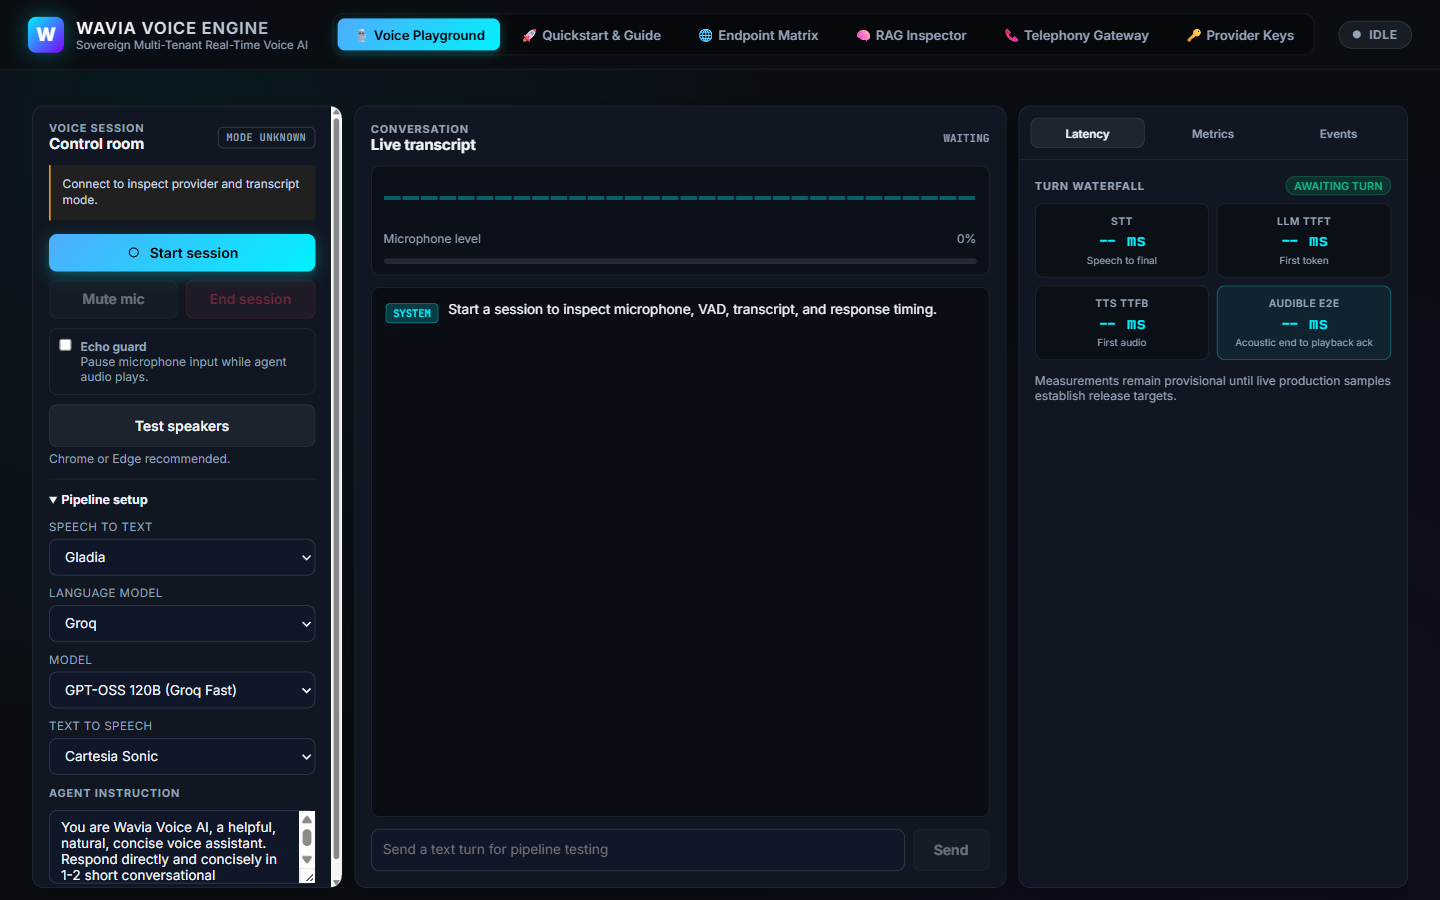 W
WAVIA VOICE ENGINE
Sovereign Multi-Tenant Real-Time Voice AI
Voice Playground
Quickstart & Guide
Endpoint Matrix
RAG Inspector
Telephony Gateway
Provider Keys
IDLE
VOICE SESSION
Control room
MODE UNKNOWN
Connect to inspect provider and transcript
mode.
Start session
Mute mic
End session
Echo guard
Pause microphone input while agent
audio plays.
Test speakers
Chrome or Edge recommended.
Pipeline setup
SPEECH TO TEXT
Gladia
LANGUAGE MODEL
Groq
MODEL
GPT-OSS 120B (Groq Fast)
TEXT TO SPEECH
Cartesia Sonic
AGENT INSTRUCTION
You are Wavia Voice AI, a helpful,
natural, concise voice assistant.
Respond directly and concisely in
1-2 short conversational
CONVERSATION
Live transcript
WAITING
Microphone level
0%
SYSTEM
Start a session to inspect microphone, VAD, transcript, and response timing.
Send a text turn for pipeline testing
Send
Latency
Metrics
Events
TURN WATERFALL
AWAITING TURN
STT
-- ms
Speech to final
LLM TTFT
-- ms
First token
TTS TTFB
-- ms
First audio
AUDIBLE E2E
-- ms
Acoustic end to playback ack
Measurements remain provisional until live production samples
establish release targets.